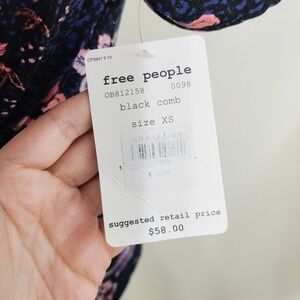 free people
OB812158 0098
black comb
size XS
suggested retail price
$58.00